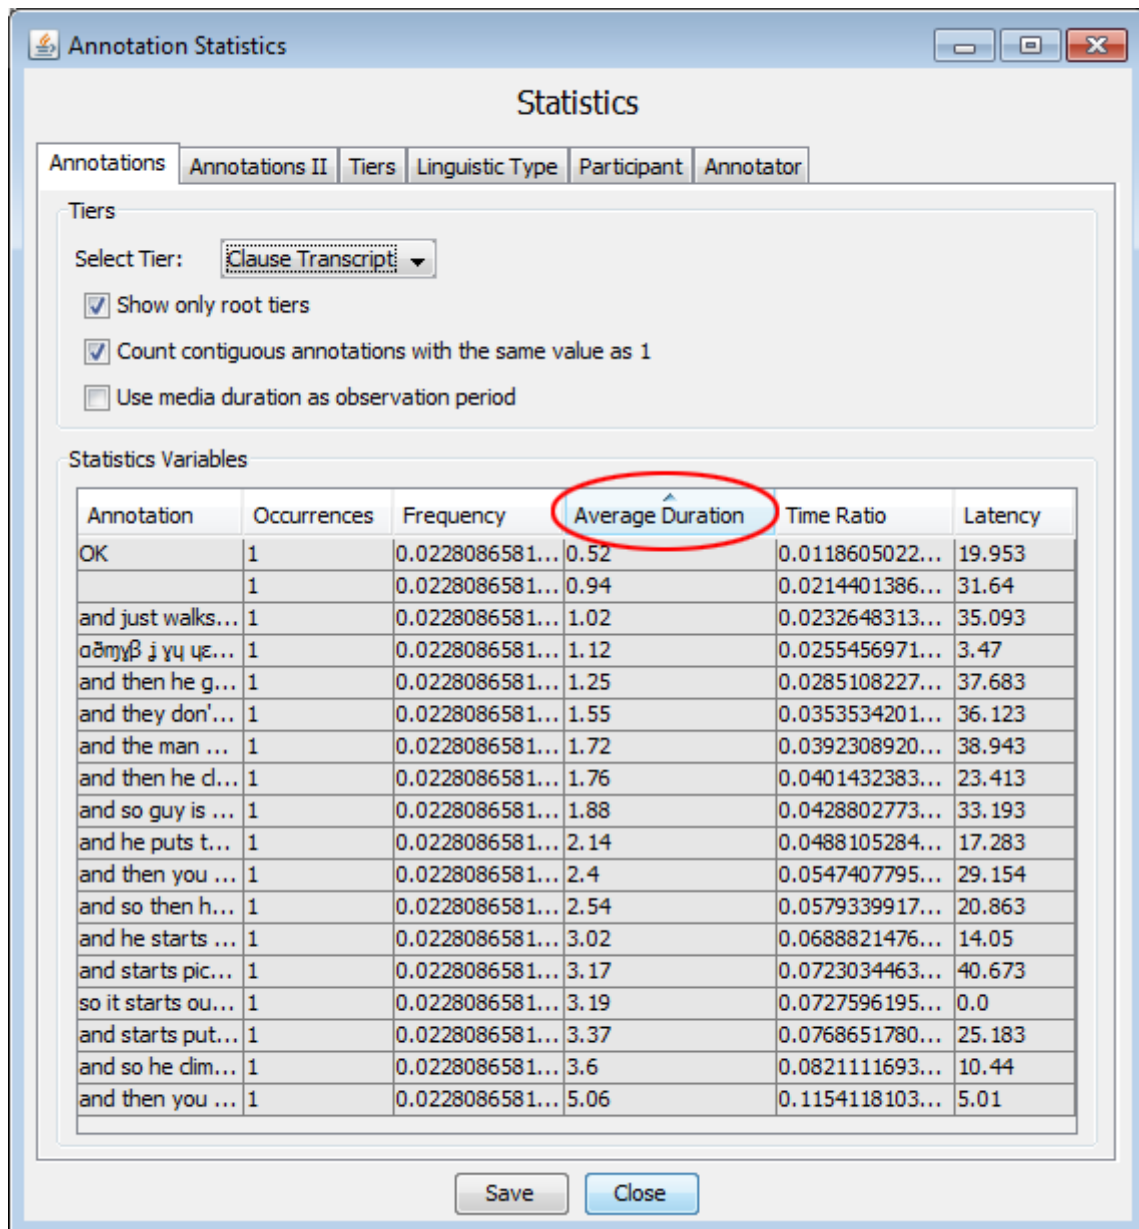 Annotation Statistics
Statistics
Annotations Annotations II Tiers Linguistic Type Participant Annotator
Tiers
Select Tier: Clause Transcript
Show only root tiers
Count contiguous annotations with the same value as 1
Use media duration as observation period
Statistics Variables
Annotation Occurrences Frequency Average Duration Time Ratio Latency
OK 1 0.0228086581... 0.52 0.0118605022... 19.953
1 0.0228086581... 0.94 0.0214401386... 31.64
and just walks... 1 0.0228086581... 1.02 0.0232648313... 35.093
1 0.0228086581... 1.12 0.0255456971... 3.47
and then he g... 1 0.0228086581... 1.25 0.0285108227... 37.683
and they don'... 1 0.0228086581... 1.55 0.0353534201... 36.123
and the man ... 1 0.0228086581... 1.72 0.0392308920... 38.943
and then he cl... 1 0.0228086581... 1.76 0.0401432383... 23.413
and so guy is ... 1 0.0228086581... 1.88 0.0428802773... 33.193
and he puts t... 1 0.0228086581... 2.14 0.0488105284... 17.283
and then you ... 1 0.0228086581... 2.4 0.0547407795... 29.154
and so then h... 1 0.0228086581... 2.54 0.0579339917... 20.863
and he starts ... 1 0.0228086581... 3.02 0.0688821476... 14.05
and starts pic... 1 0.0228086581... 3.17 0.0723034463... 40.673
so it starts ou... 1 0.0228086581... 3.19 0.0727596195... 0.0
and starts put... 1 0.0228086581... 3.37 0.0768651780... 25.183
and so he clim... 1 0.0228086581... 3.6 0.0821111693... 10.44
and then you ... 1 0.0228086581... 5.06 0.1154118103... 5.01
Save Close